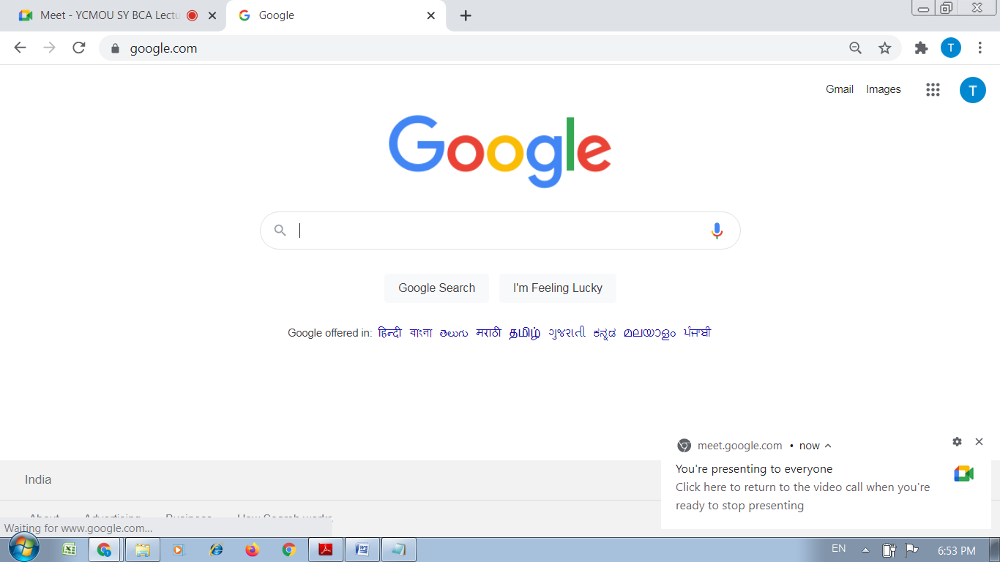 Meet - YCMOU SY BCA Lectu
Google
google.com
T
Gmail Images
T
Google
Google Search
I'm Feeling Lucky
Google offered in: हिन्दी বাংলা తెలుగు मराठी தமிழ் ગુજરાતી ಕನ್ನಡ മലയാളം ਪੰਜਾਬੀ
meet.google.com • now
You're presenting to everyone
Click here to return to the video call when you're
ready to stop presenting
India
About Advertising Business How Search works
Waiting for www.google.com...
EN
6:53 PM